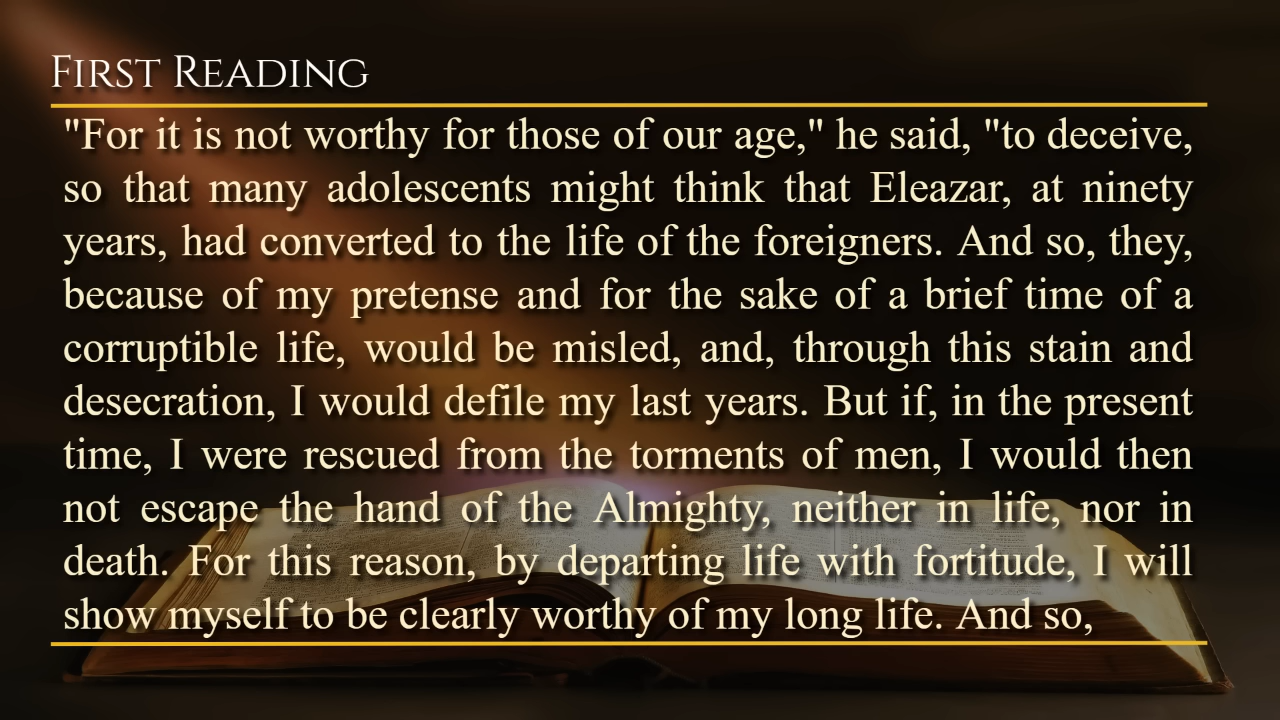 First Reading
"For it is not worthy for those of our age," he said, "to deceive,
so that many adolescents might think that Eleazar, at ninety
years, had converted to the life of the foreigners. And so, they,
because of my pretense and for the sake of a brief time of a
corruptible life, would be misled, and, through this stain and
desecration, I would defile my last years. But if, in the present
time, I were rescued from the torments of men, I would then
not escape the hand of the Almighty, neither in life, nor in
death. For this reason, by departing life with fortitude, I will
show myself to be clearly worthy of my long life. And so,